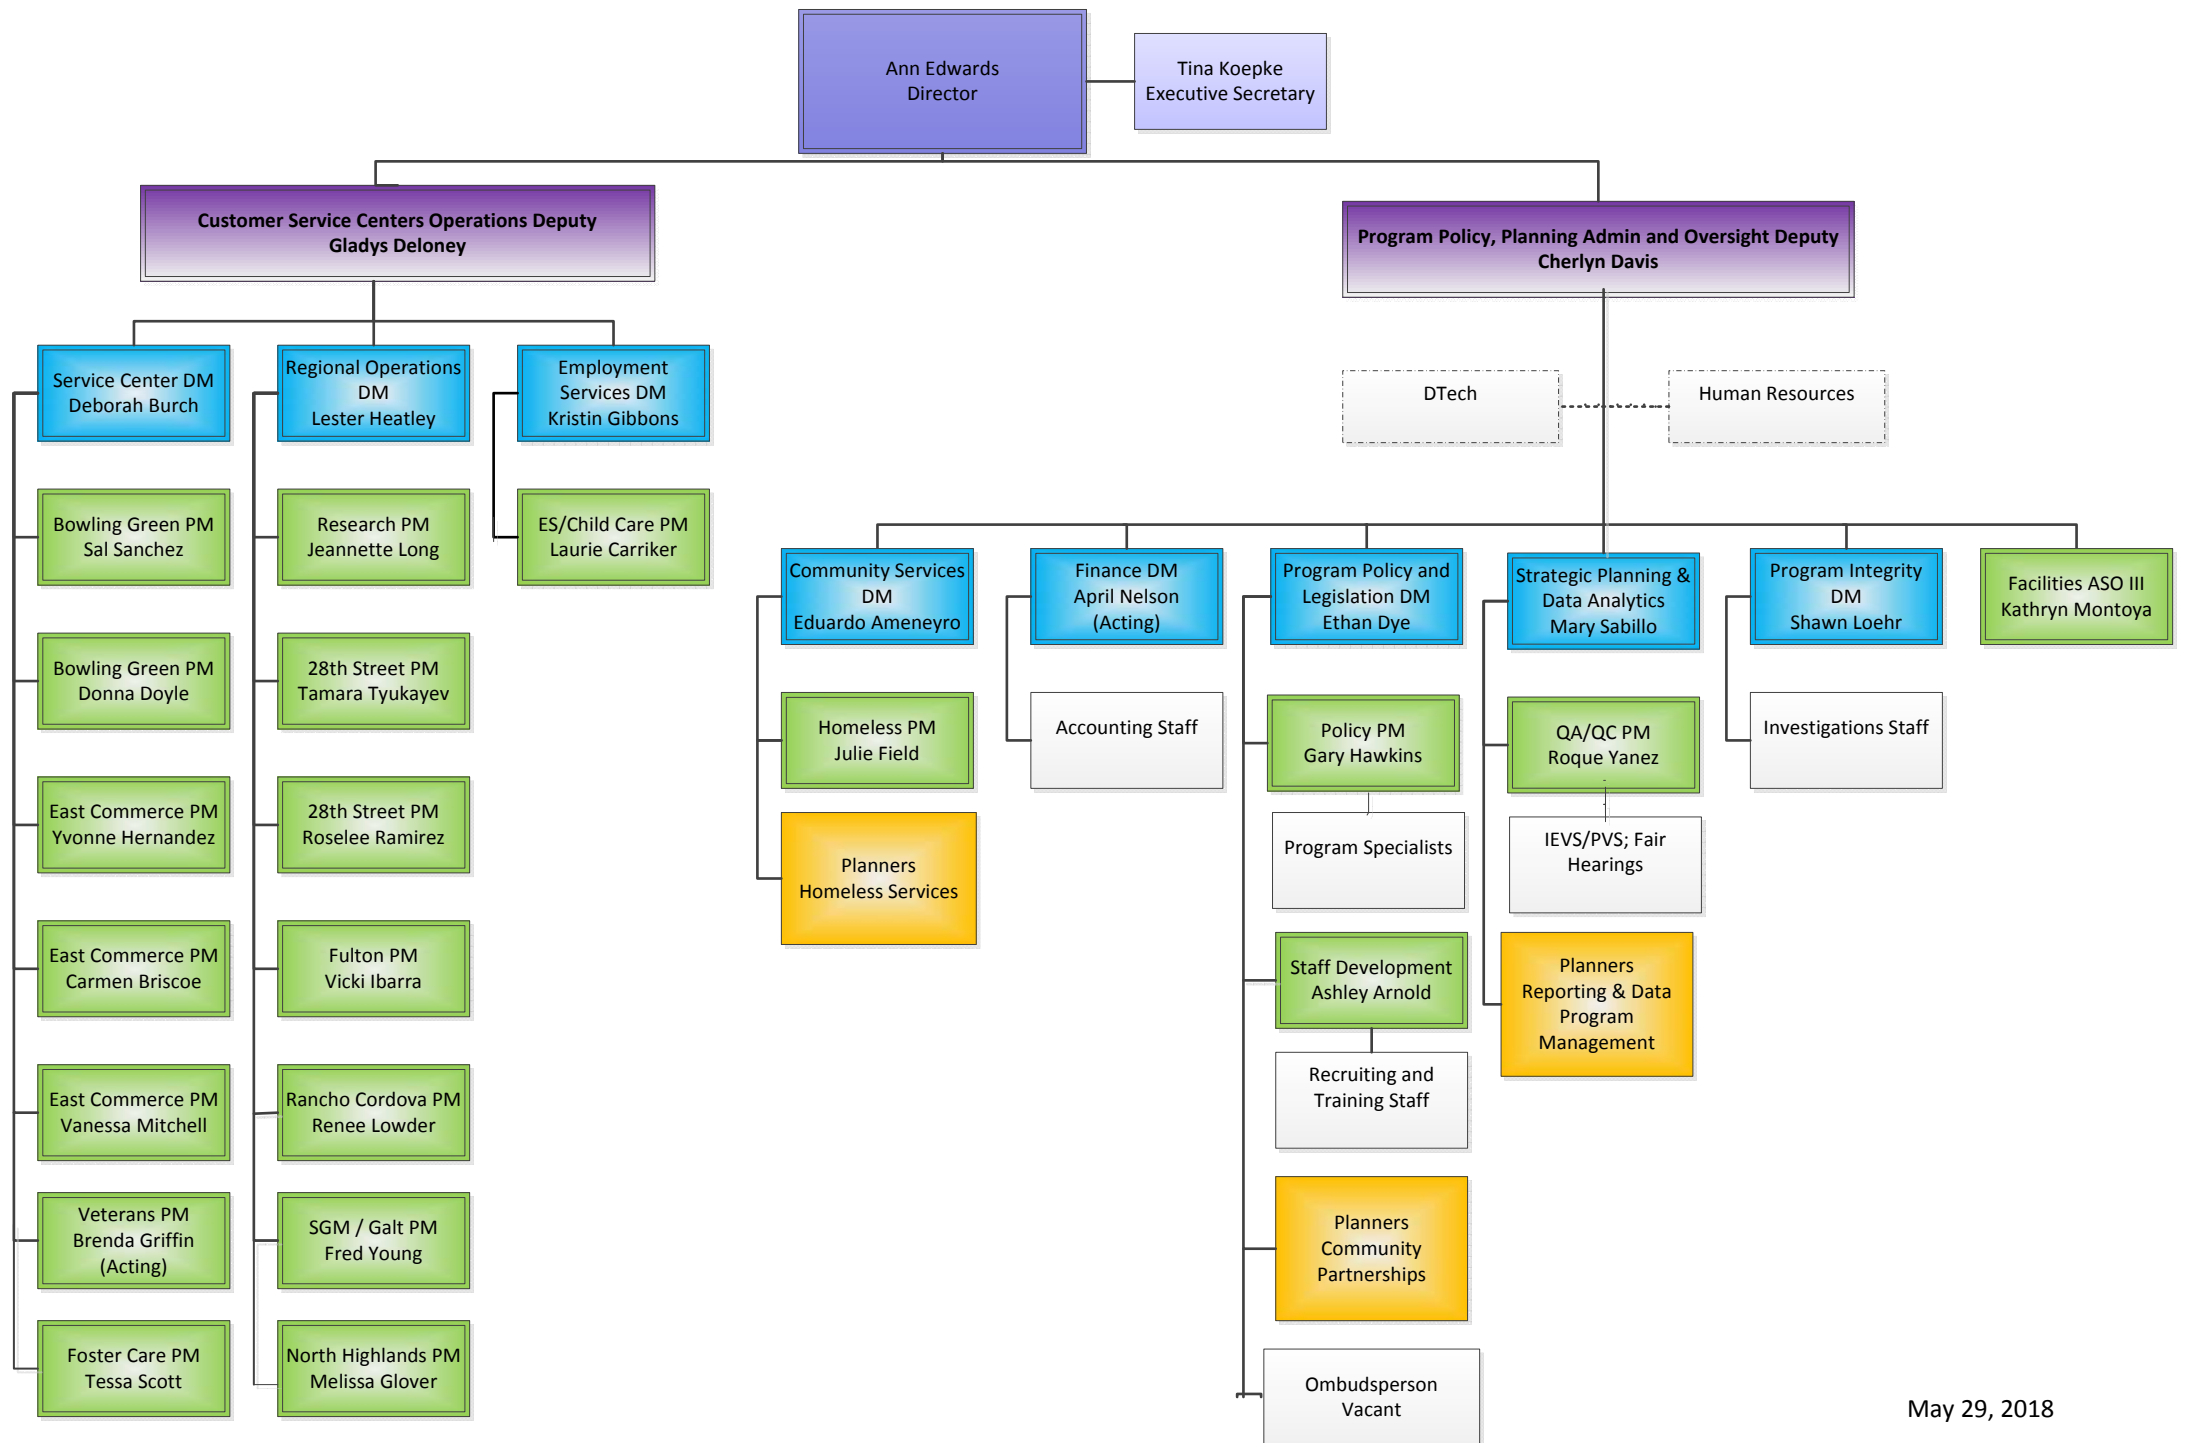 Ann Edwards
Director
Tina Koepke
Executive Secretary
Customer Service Centers Operations Deputy
Gladys Deloney
Program Policy, Planning Admin and Oversight Deputy
Cherlyn Davis
Service Center DM
Deborah Burch
Regional Operations
DM
Lester Heatley
Employment
Services DM
Kristin Gibbons
DTech
Human Resources
Bowling Green PM
Sal Sanchez
Research PM
Jeannette Long
ES/Child Care PM
Laurie Carriker
Community Services
DM
Eduardo Ameneyro
Finance DM
April Nelson
(Acting)
Program Policy and
Legislation DM
Ethan Dye
Strategic Planning &
Data Analytics
Mary Sabillo
Program Integrity
DM
Shawn Loehr
Facilities ASO III
Kathryn Montoya
Bowling Green PM
Donna Doyle
28th Street PM
Tamara Tyukayev
Homeless PM
Julie Field
Accounting Staff
Policy PM
Gary Hawkins
QA/QC PM
Roque Yanez
Investigations Staff
East Commerce PM
Yvonne Hernandez
28th Street PM
Roselee Ramirez
Planners
Homeless Services
Program Specialists
IEVS/PVS; Fair
Hearings
East Commerce PM
Carmen Briscoe
Fulton PM
Vicki Ibarra
Staff Development
Ashley Arnold
Planners
Reporting & Data
Program
Management
East Commerce PM
Vanessa Mitchell
Rancho Cordova PM
Renee Lowder
Recruiting and
Training Staff
Veterans PM
Brenda Griffin
(Acting)
SGM / Galt PM
Fred Young
Planners
Community
Partnerships
Foster Care PM
Tessa Scott
North Highlands PM
Melissa Glover
Ombudsperson
Vacant
May 29, 2018